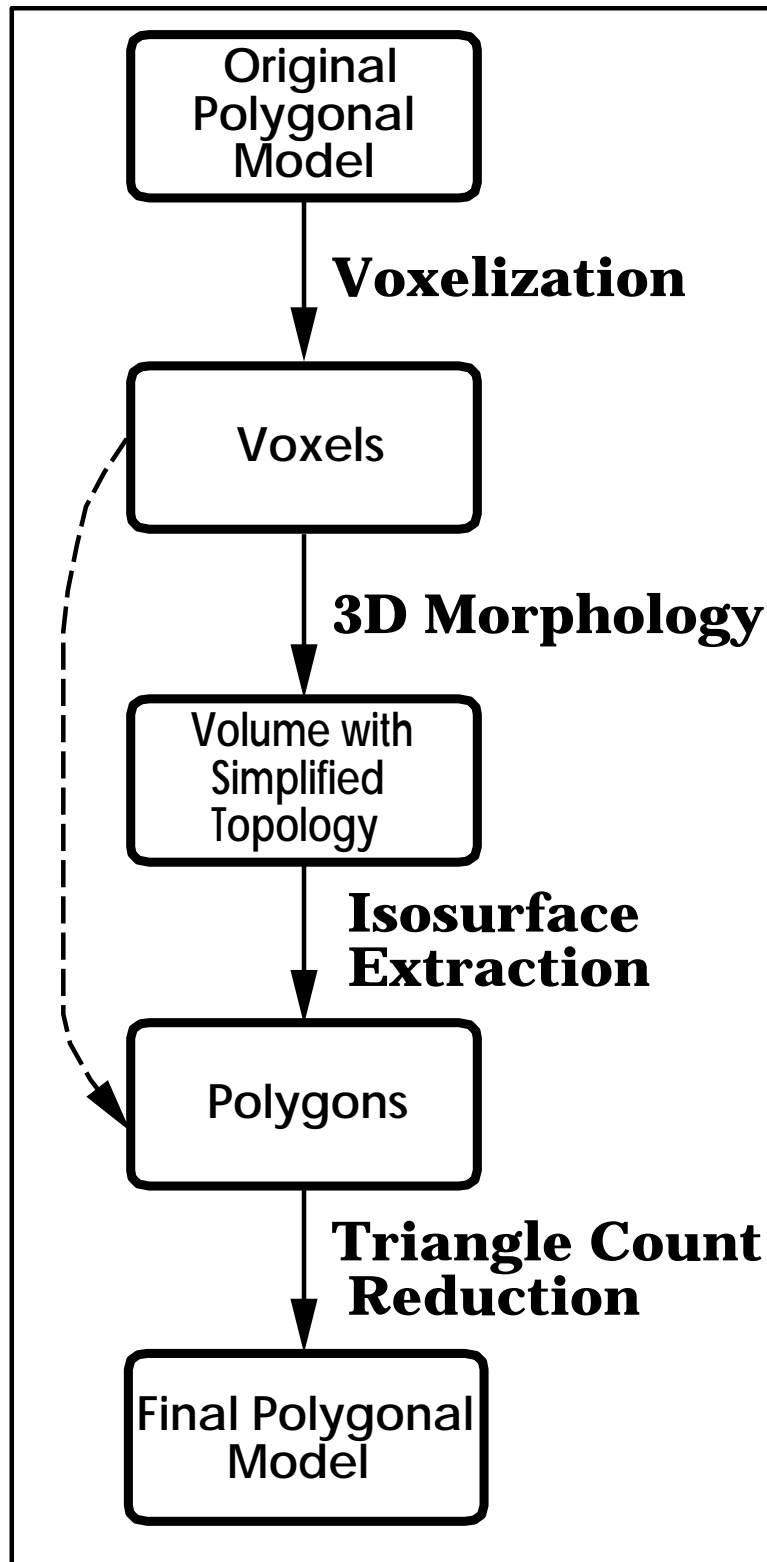 Original
Polygonal
Model
Voxelization
Voxels
3D Morphology
Volume with
Simplified
Topology
Isosurface
Extraction
Polygons
Triangle Count
Reduction
Final Polygonal
Model